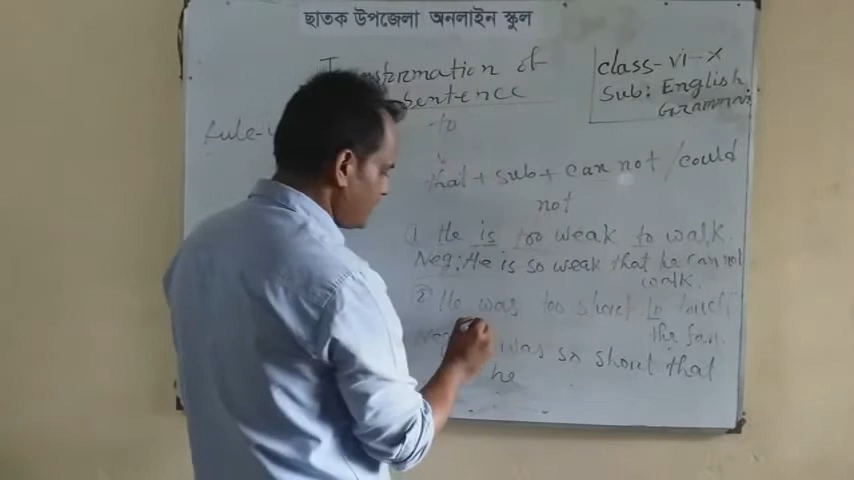 ছাতক উপজেলা অনলাইন স্কুল
Transformation of
Sentence
class-vi-x
Sub: English
Grammar
Rule-
to
that + sub + can not / could
not
He is too weak to walk.
Neg: He is so weak that he can not
walk.
② He was too short to touch
the fan.
was so short that
he